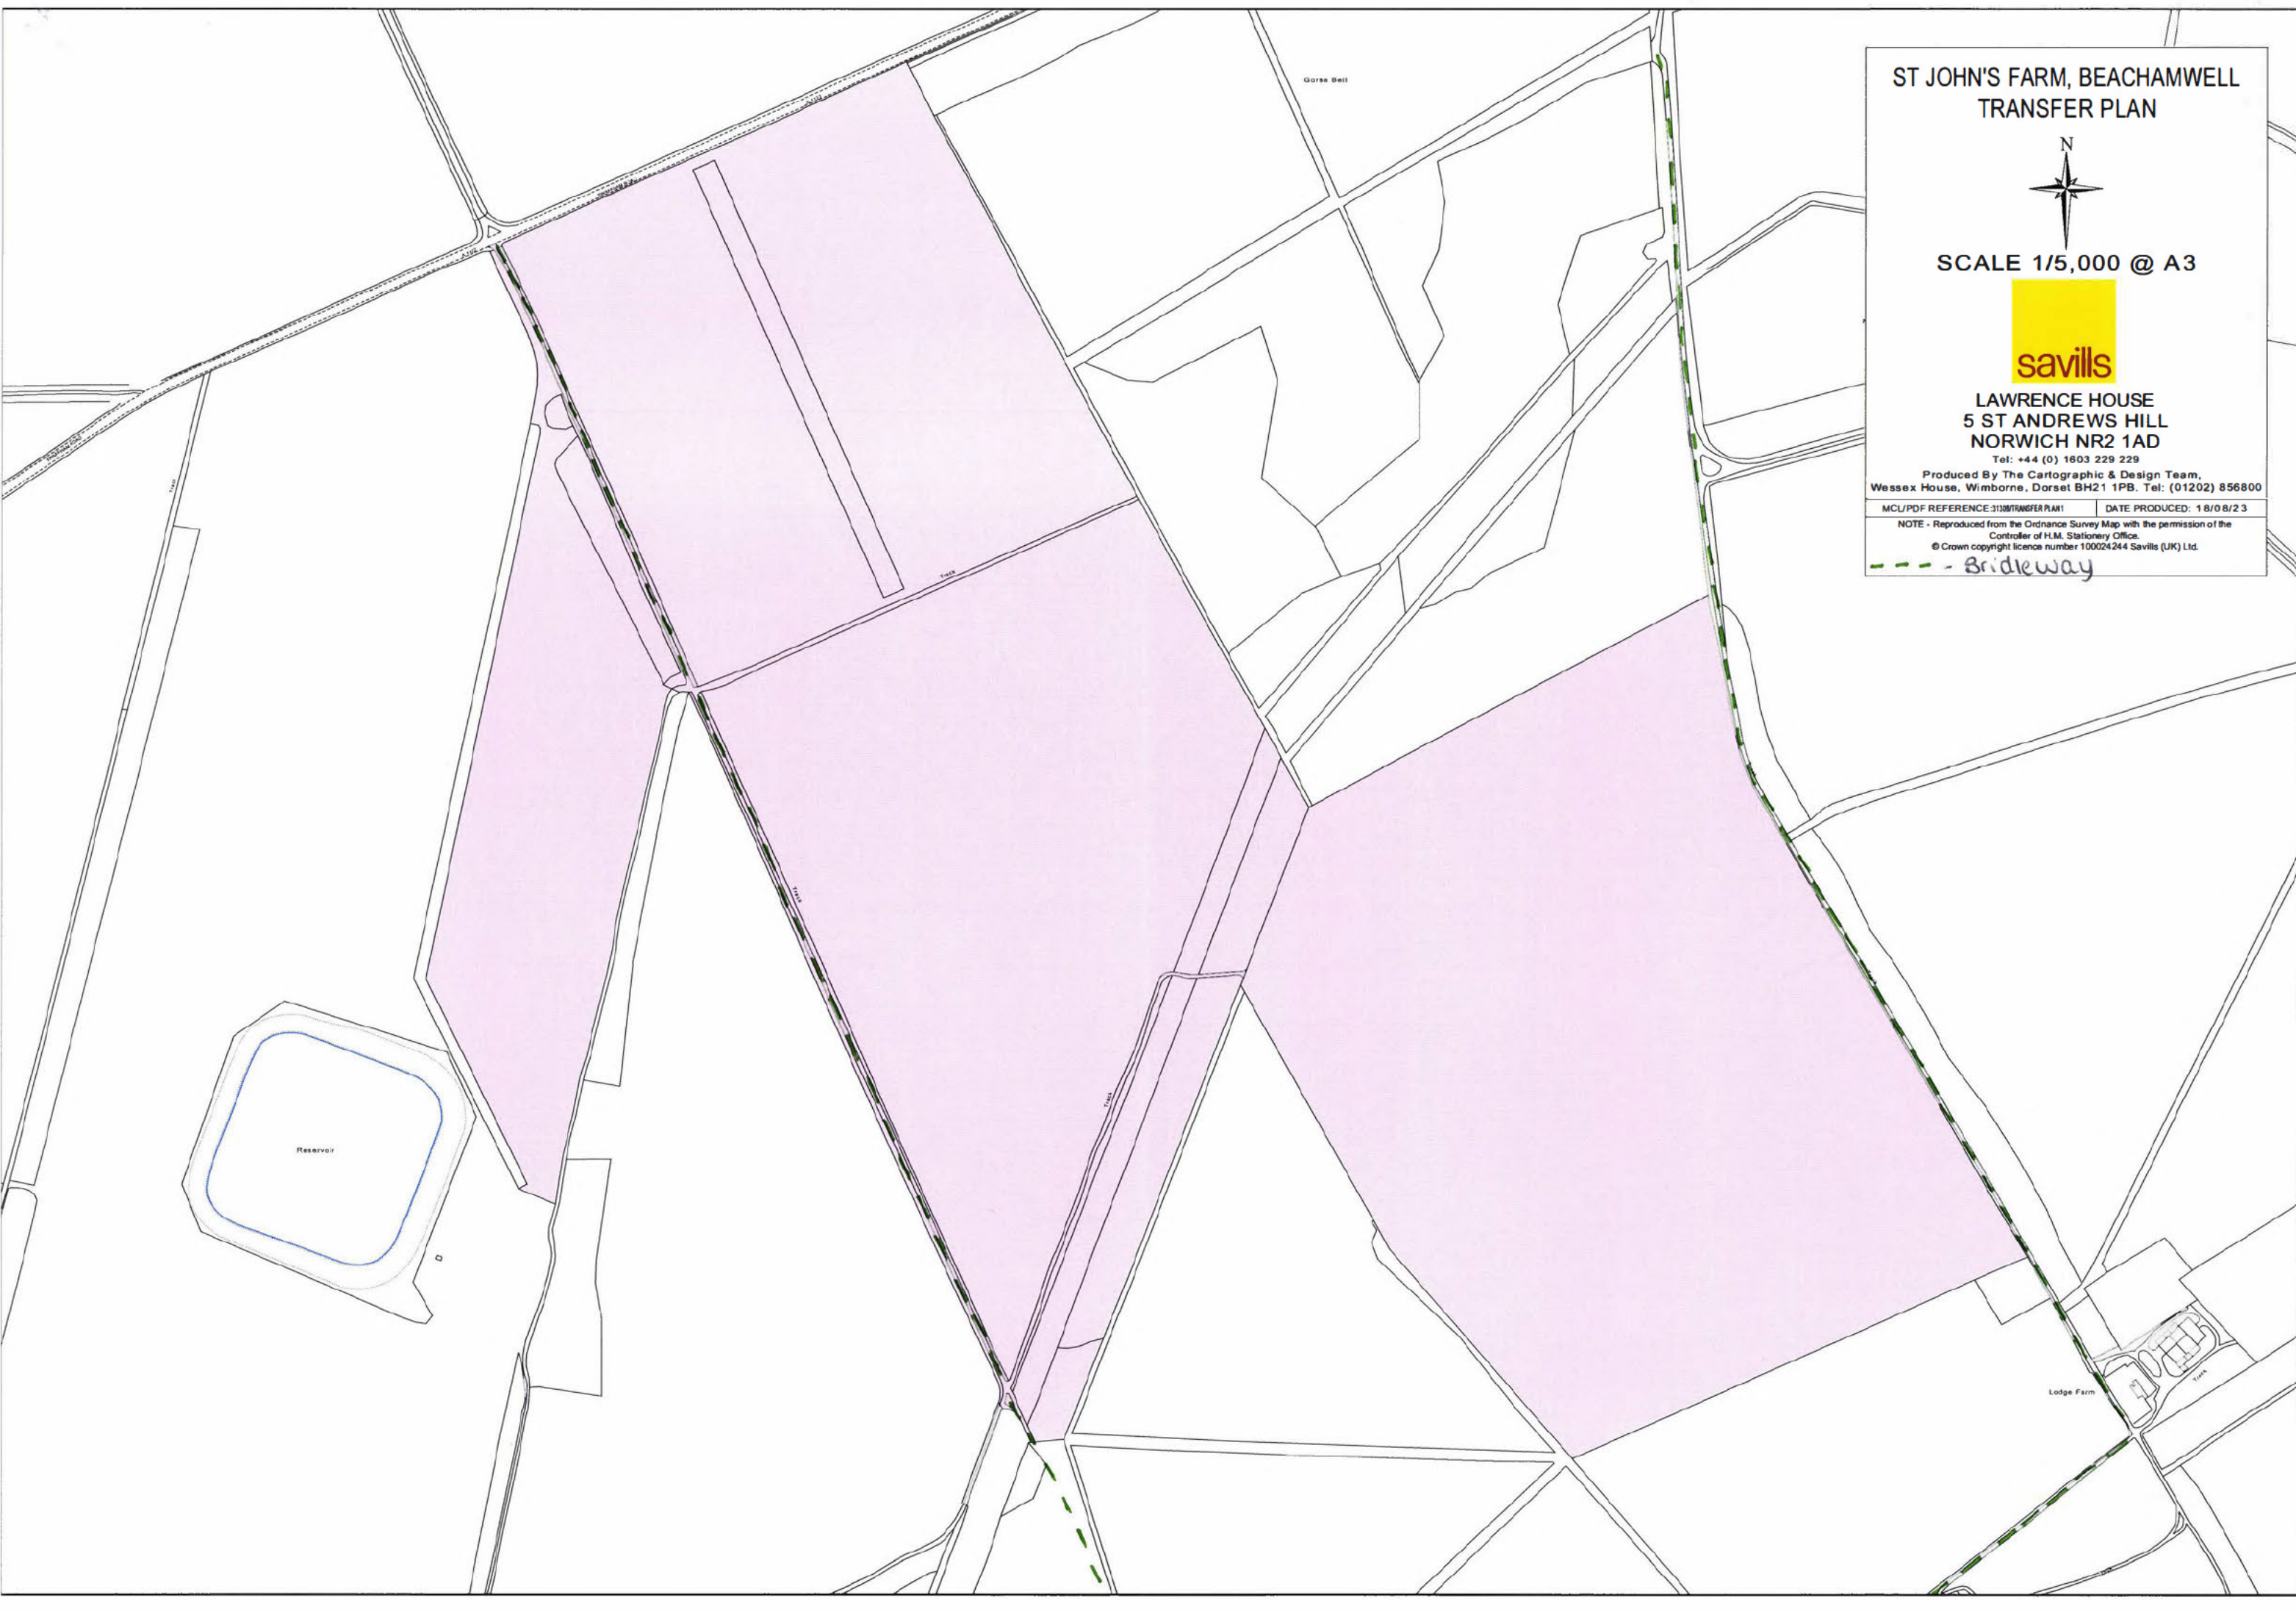 ST JOHN'S FARM, BEACHAMWELL
TRANSFER PLAN
N
SCALE 1/5,000 @ A3
savills
LAWRENCE HOUSE
5 ST ANDREWS HILL
NORWICH NR2 1AD
Tel: +44 (0) 1603 229 229
Produced By The Cartographic & Design Team,
Wessex House, Wimborne, Dorset BH21 1PB. Tel: (01202) 856800
MCL/PDF REFERENCE: DATE PRODUCED: 18/08/23
NOTE - Reproduced from the Ordnance Survey Map with the permission of the
Controller of H.M. Stationery Office.
© Crown copyright licence number 100024244 Savills (UK) Ltd.
- Bridleway
Gorse Belt
Track
Track
Track
Track
Reservoir
Lodge Farm
Track